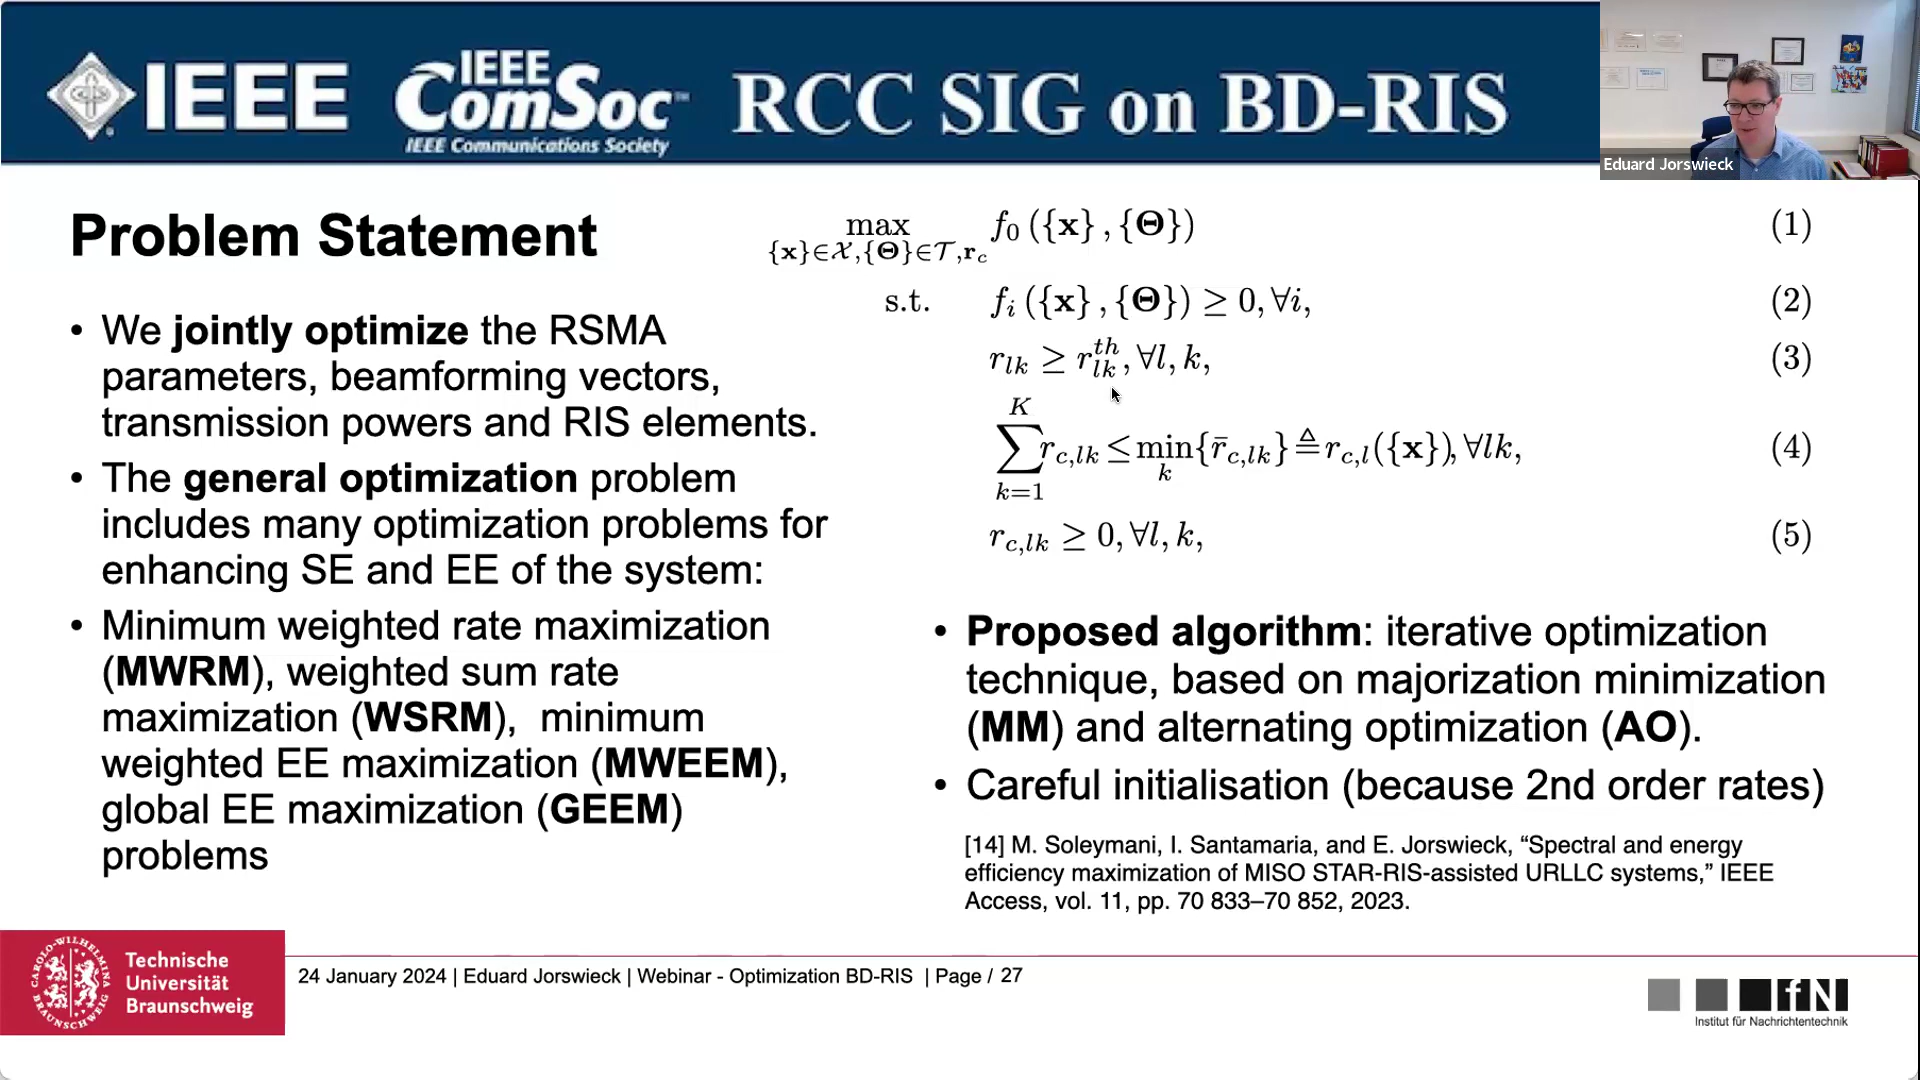 IEEE
IEEE
ComSoc™
IEEE Communications Society
RCC SIG on BD-RIS
Eduard Jorswieck
Problem Statement
• We jointly optimize the RSMA
parameters, beamforming vectors,
transmission powers and RIS elements.
• The general optimization problem
includes many optimization problems for
enhancing SE and EE of the system:
• Minimum weighted rate maximization
(MWRM), weighted sum rate
maximization (WSRM), minimum
weighted EE maximization (MWEEM),
global EE maximization (GEEM)
problems
max_{{x}∈𝒳,{Θ}∈𝒯,r_c} f_0 ({x} , {Θ}) (1)
s.t. f_i ({x} , {Θ}) ≥ 0, ∀i, (2)
r_{lk} ≥ r_{lk}^{th}, ∀l, k, (3)
∑_{k=1}^{K} r_{c,lk} ≤ min_k{r̄_{c,lk}} ≜ r_{c,l}({x}), ∀lk, (4)
r_{c,lk} ≥ 0, ∀l, k, (5)
• Proposed algorithm: iterative optimization
technique, based on majorization minimization
(MM) and alternating optimization (AO).
• Careful initialisation (because 2nd order rates)
[14] M. Soleymani, I. Santamaria, and E. Jorswieck, “Spectral and energy
efficiency maximization of MISO STAR-RIS-assisted URLLC systems,” IEEE
Access, vol. 11, pp. 70 833–70 852, 2023.
CAROLO-WILHELMINA
BRAUNSCHWEIG
Technische
Universität
Braunschweig
24 January 2024 | Eduard Jorswieck | Webinar - Optimization BD-RIS | Page / 27
IfN
Institut für Nachrichtentechnik